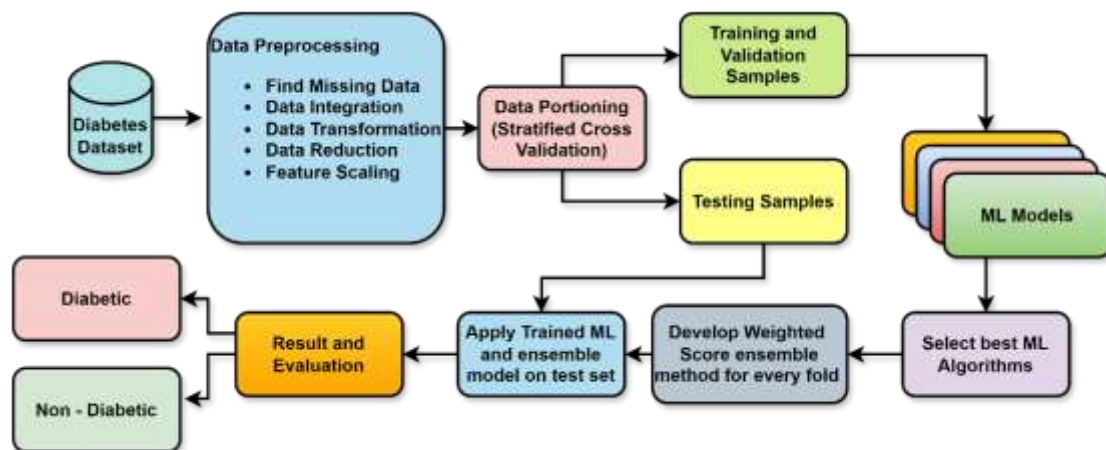 Diabetes
Dataset
Data Preprocessing
• Find Missing Data
• Data Integration
• Data Transformation
• Data Reduction
• Feature Scaling
Data Portioning
(Stratified Cross
Validation)
Training and
Validation
Samples
Testing Samples
ML Models
Select best ML
Algorithms
Develop Weighted
Score ensemble
method for every fold
Apply Trained ML
and ensemble
model on test set
Result and
Evaluation
Diabetic
Non - Diabetic